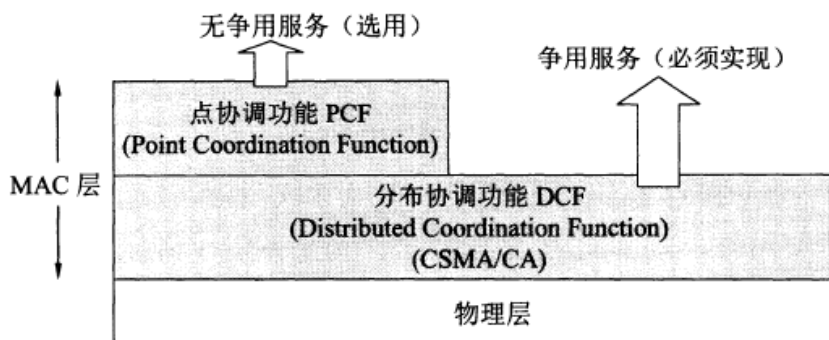 无争用服务（选用）
争用服务（必须实现）
点协调功能 PCF
(Point Coordination Function)
MAC 层
分布协调功能 DCF
(Distributed Coordination Function)
(CSMA/CA)
物理层